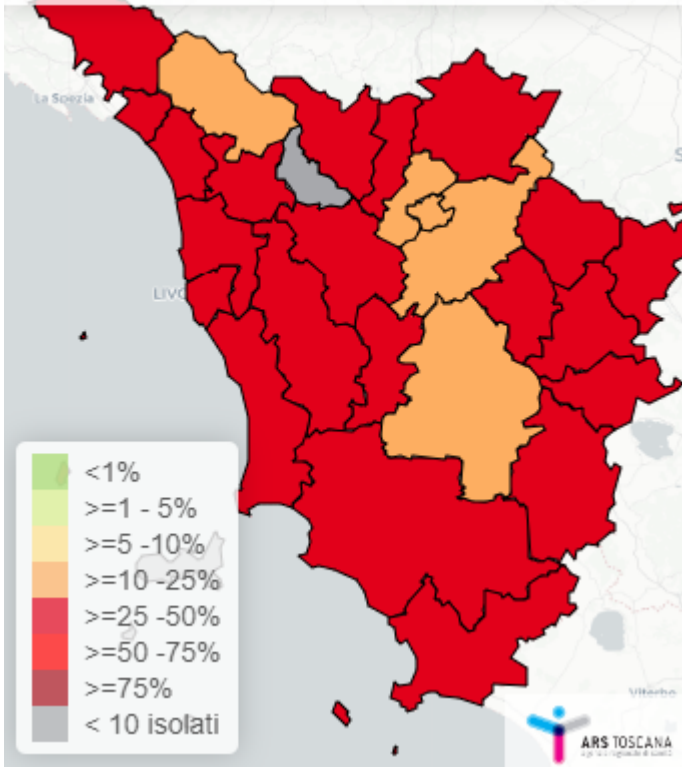 La Spezia
S
LIVO
<1%
>=1 - 5%
>=5 -10%
>=10 -25%
>=25 -50%
>=50 -75%
>=75%
< 10 isolati
Viterbo
ARS TOSCANA